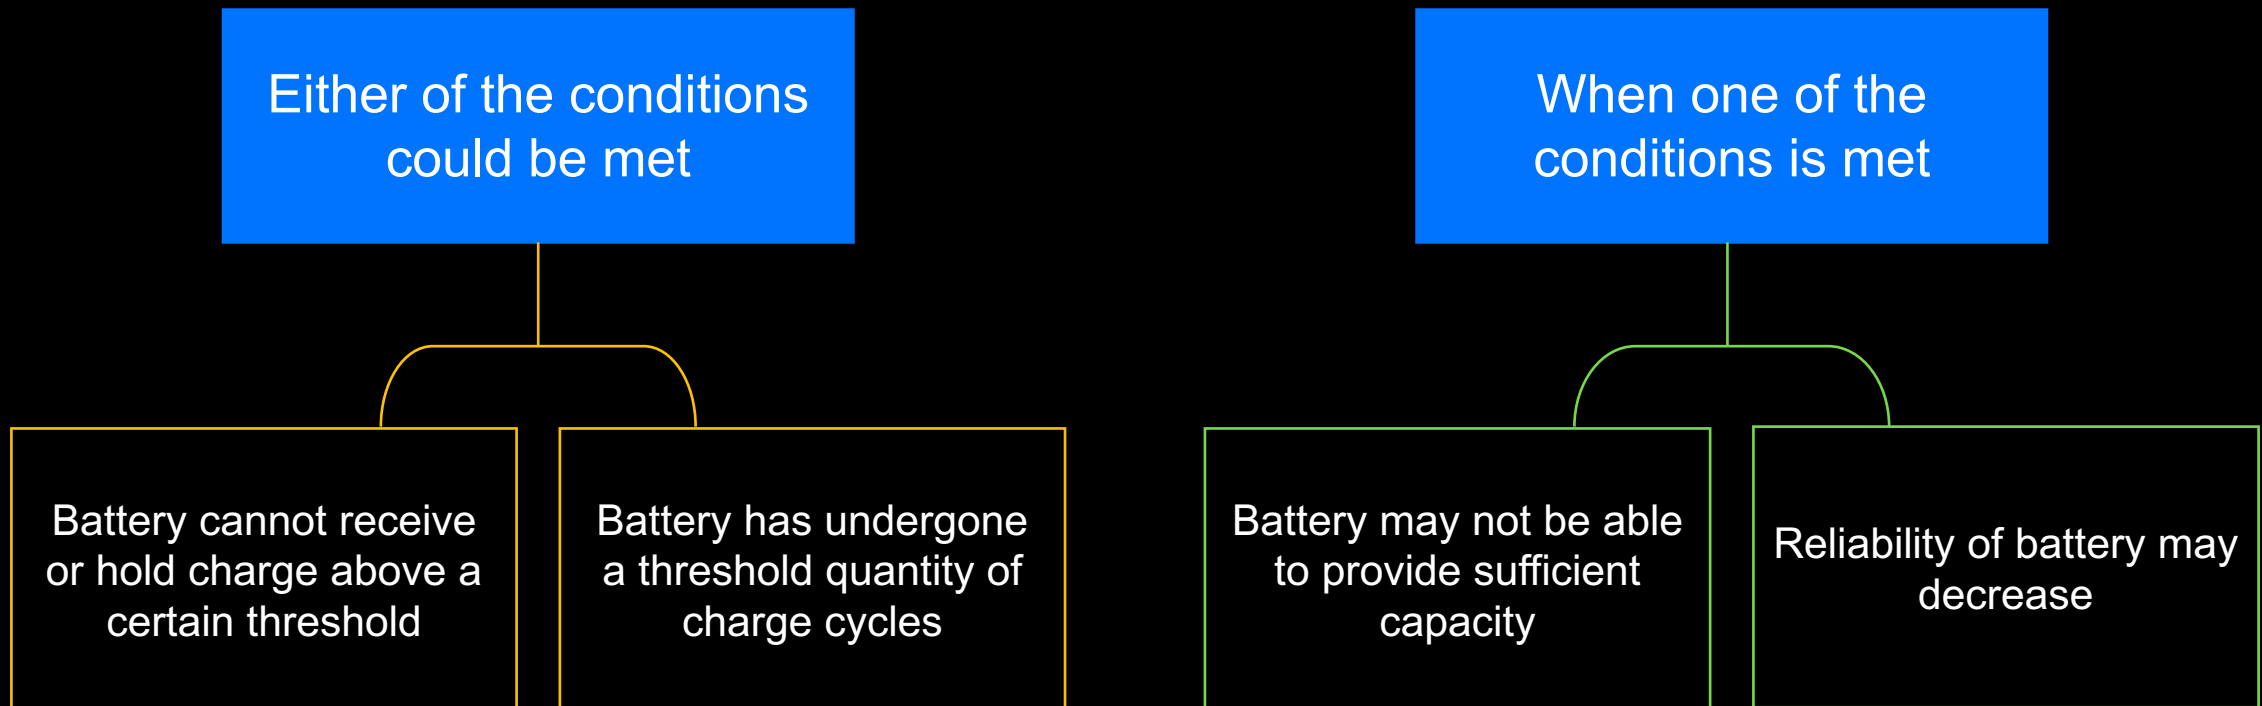 Either of the conditions
could be met
When one of the
conditions is met
Battery cannot receive
or hold charge above a
certain threshold
Battery has undergone
a threshold quantity of
charge cycles
Battery may not be able
to provide sufficient
capacity
Reliability of battery may
decrease